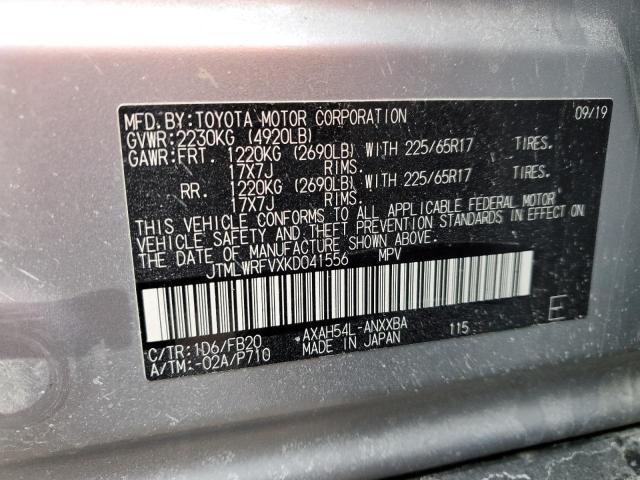 MFD.BY:TOYOTA MOTOR CORPORATION 09/19
GVWR:2230KG (4920LB)
GAWR:FRT. 1220KG (2690LB) WITH 225/65R17 TIRES.
17X7J RIMS.
RR. 1220KG (2690LB) WITH 225/65R17 TIRES.
17X7J RIMS.
THIS VEHICLE CONFORMS TO ALL APPLICABLE FEDERAL MOTOR
VEHICLE SAFETY AND THEFT PREVENTION STANDARDS IN EFFECT ON
THE DATE OF MANUFACTURE SHOWN ABOVE.
JTMLWRFVXKD041556 MPV
C/TR:1D6/FB20 AXAH54L-ANXXBA 115 E
A/TM:-02A/P710 MADE IN JAPAN